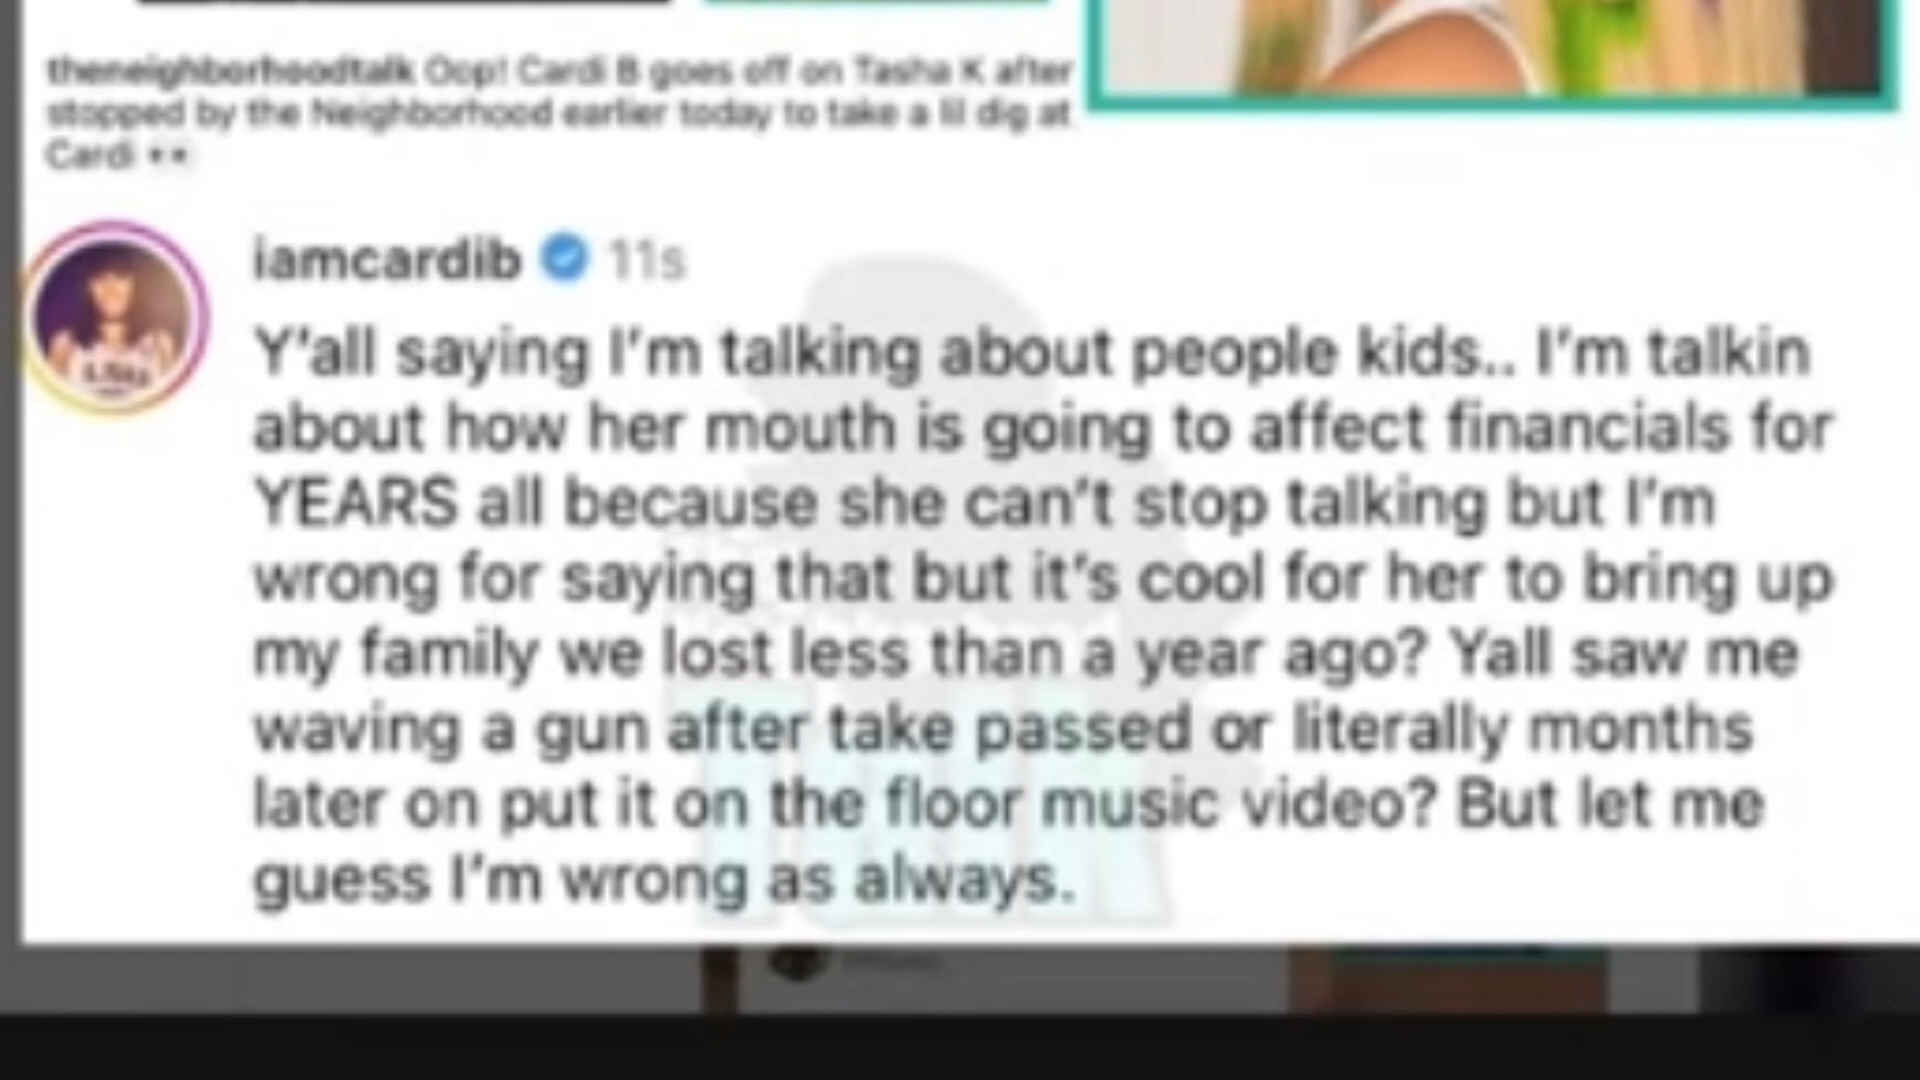 theneighborhoodtalk Oop! Cardi B goes off on Tasha K after
stopped by the Neighborhood earlier today to take a lil dig at
Cardi 👀
iamcardib 11s
Y'all saying I'm talking about people kids.. I'm talkin
about how her mouth is going to affect financials for
YEARS all because she can't stop talking but I'm
wrong for saying that but it's cool for her to bring up
my family we lost less than a year ago? Yall saw me
waving a gun after take passed or literally months
later on put it on the floor music video? But let me
guess I'm wrong as always.
Talk